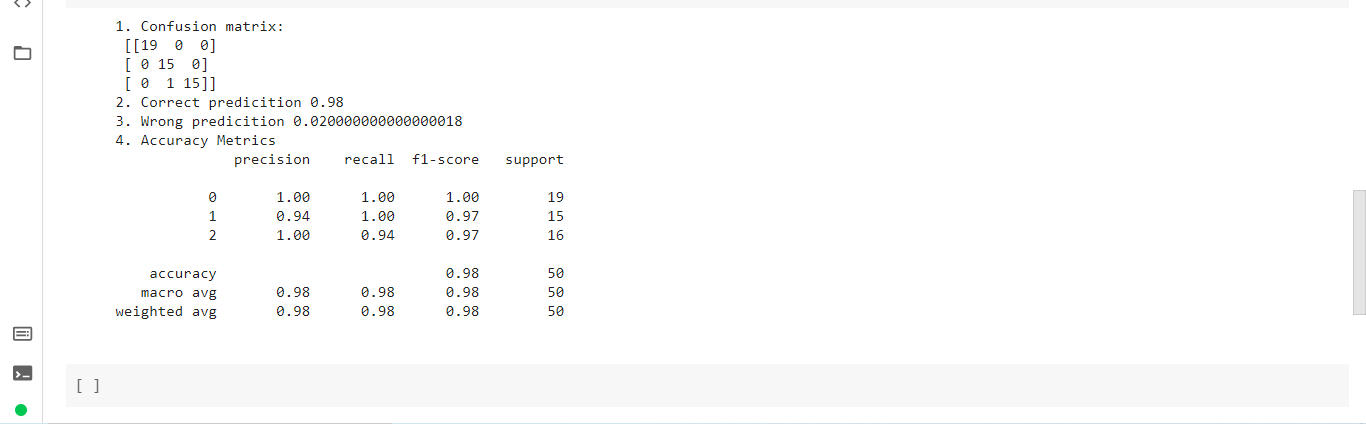 1. Confusion matrix:
[[19 0 0]
[ 0 15 0]
[ 0 1 15]]
2. Correct predicition 0.98
3. Wrong predicition 0.020000000000000018
4. Accuracy Metrics
precision recall f1-score support
0 1.00 1.00 1.00 19
1 0.94 1.00 0.97 15
2 1.00 0.94 0.97 16
accuracy 0.98 50
macro avg 0.98 0.98 0.98 50
weighted avg 0.98 0.98 0.98 50
[ ]